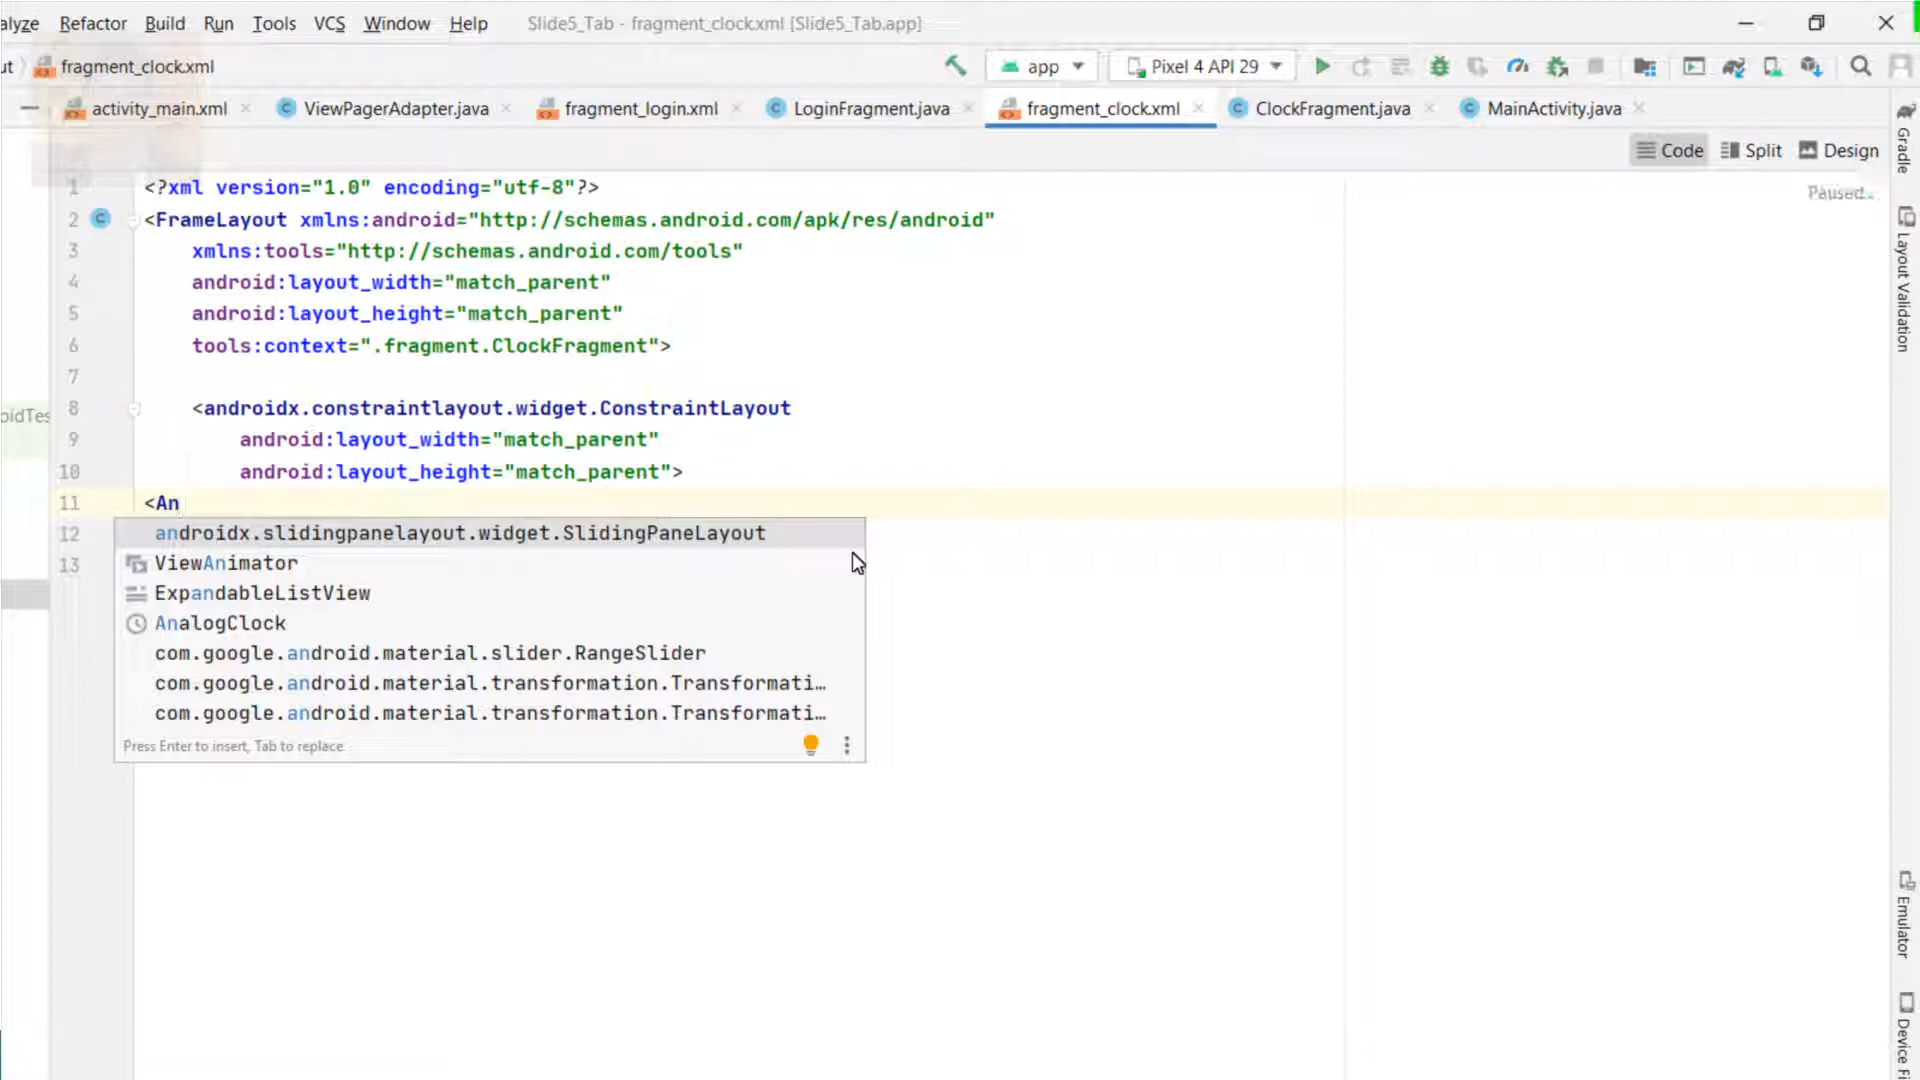 alyze Refactor Build Run Tools VCS Window Help Slide5_Tab - fragment_clock.xml [Slide5_Tab.app]
ut fragment_clock.xml app Pixel 4 API 29
activity_main.xml ViewPagerAdapter.java fragment_login.xml LoginFragment.java fragment_clock.xml ClockFragment.java MainActivity.java
Code Split Design
Paused...
1 <?xml version="1.0" encoding="utf-8"?>
2 <FrameLayout xmlns:android="http://schemas.android.com/apk/res/android"
3 xmlns:tools="http://schemas.android.com/tools"
4 android:layout_width="match_parent"
5 android:layout_height="match_parent"
6 tools:context=".fragment.ClockFragment">
7
8 <androidx.constraintlayout.widget.ConstraintLayout
9 android:layout_width="match_parent"
10 android:layout_height="match_parent">
11 <An
12
13
oidTes
androidx.slidingpanelayout.widget.SlidingPaneLayout
ViewAnimator
ExpandableListView
AnalogClock
com.google.android.material.slider.RangeSlider
com.google.android.material.transformation.Transformati…
com.google.android.material.transformation.Transformati…
Press Enter to insert, Tab to replace
Gradle
Layout Validation
Emulator
Device Fi